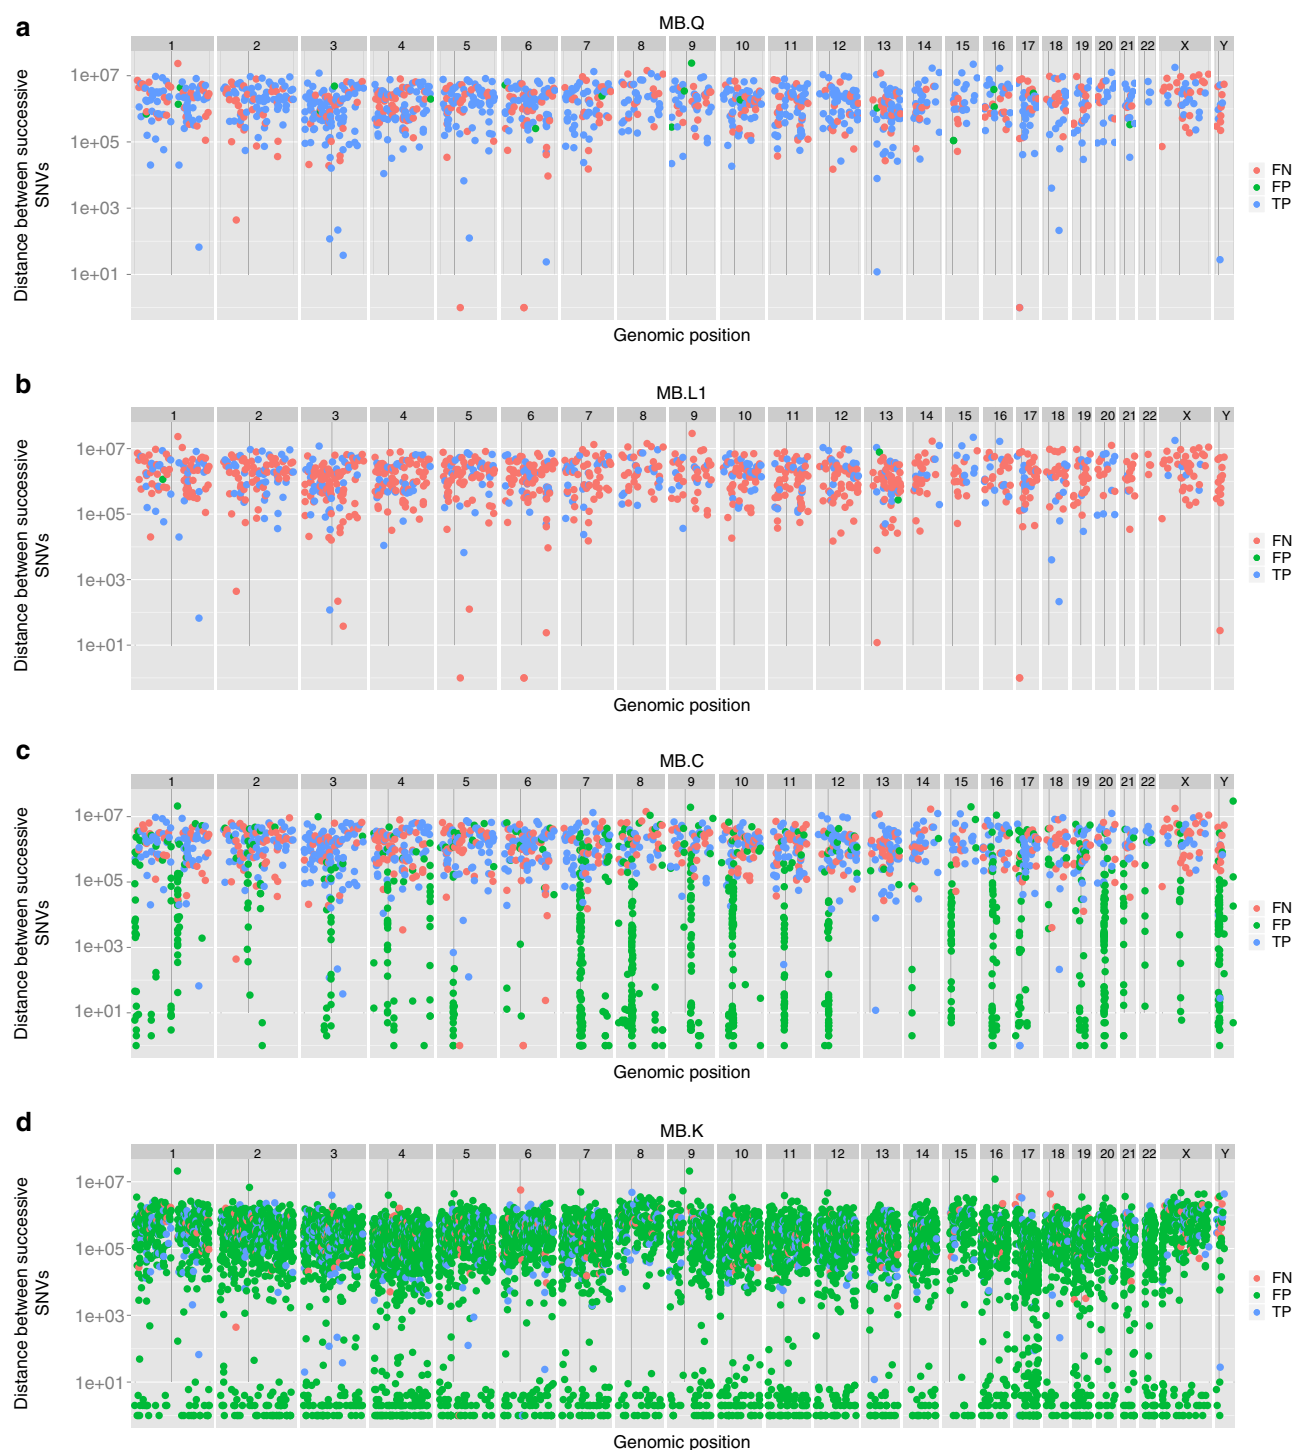 a
MB.Q
1 2 3 4 5 6 7 8 9 10 11 12 13 14 15 16 17 18 19 20 21 22 X Y
1e+07
1e+05
1e+03
1e+01
Distance between successive
SNVs
Genomic position
FN
FP
TP
b
MB.L1
1 2 3 4 5 6 7 8 9 10 11 12 13 14 15 16 17 18 19 20 21 22 X Y
1e+07
1e+05
1e+03
1e+01
Distance between successive
SNVs
Genomic position
FN
FP
TP
c
MB.C
1 2 3 4 5 6 7 8 9 10 11 12 13 14 15 16 17 18 19 20 21 22 X Y
1e+07
1e+05
1e+03
1e+01
Distance between successive
SNVs
Genomic position
FN
FP
TP
d
MB.K
1 2 3 4 5 6 7 8 9 10 11 12 13 14 15 16 17 18 19 20 21 22 X Y
1e+07
1e+05
1e+03
1e+01
Distance between successive
SNVs
Genomic position
FN
FP
TP